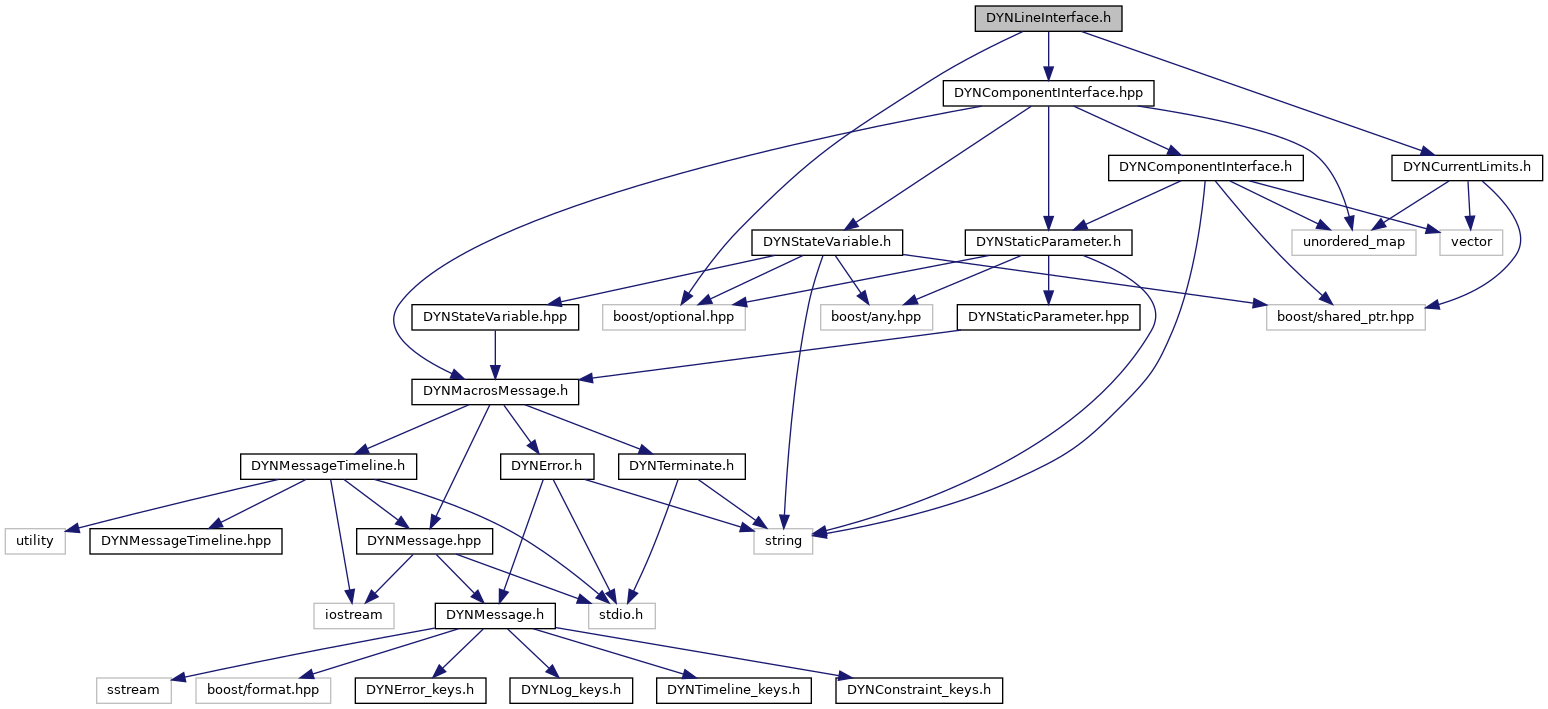 DYNLineInterface.h
DYNComponentInterface.hpp
DYNComponentInterface.h
DYNCurrentLimits.h
DYNStateVariable.h
DYNStaticParameter.h
unordered_map
vector
DYNStateVariable.hpp
boost/optional.hpp
boost/any.hpp
DYNStaticParameter.hpp
boost/shared_ptr.hpp
DYNMacrosMessage.h
DYNMessageTimeline.h
DYNError.h
DYNTerminate.h
utility
DYNMessageTimeline.hpp
DYNMessage.hpp
string
iostream
DYNMessage.h
stdio.h
sstream
boost/format.hpp
DYNError_keys.h
DYNLog_keys.h
DYNTimeline_keys.h
DYNConstraint_keys.h